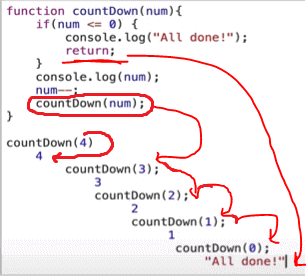 function countDown(num){
if(num <= 0) {
console.log("All done!");
return;
}
console.log(num);
num--;
countDown(num);
}
countDown(4)
4
countDown(3);
3
countDown(2);
2
countDown(1);
1
countDown(0);
"All done!"